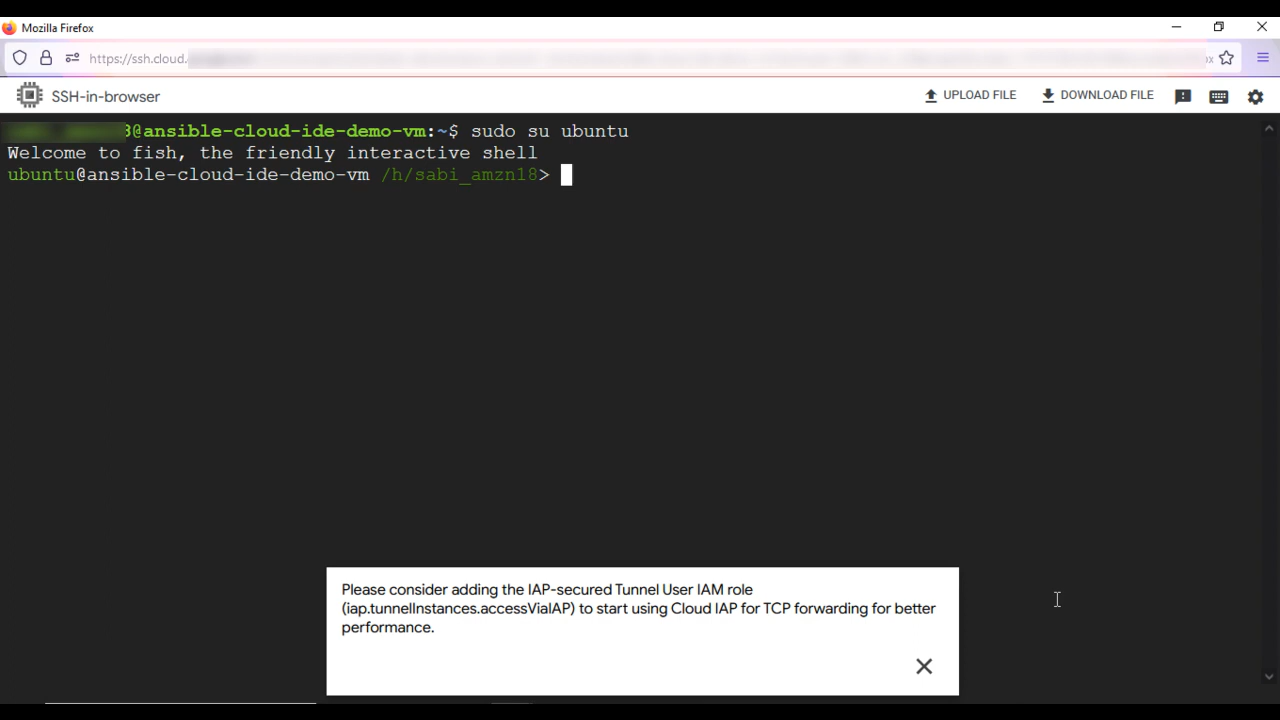 Mozilla Firefox
https://ssh.cloud.
SSH-in-browser
UPLOAD FILE
DOWNLOAD FILE
@ansible-cloud-ide-demo-vm:~$ sudo su ubuntu
Welcome to fish, the friendly interactive shell
ubuntu@ansible-cloud-ide-demo-vm /h/sabi_amzn18>
Please consider adding the IAP-secured Tunnel User IAM role
(iap.tunnelInstances.accessViaIAP) to start using Cloud IAP for TCP forwarding for better
performance.